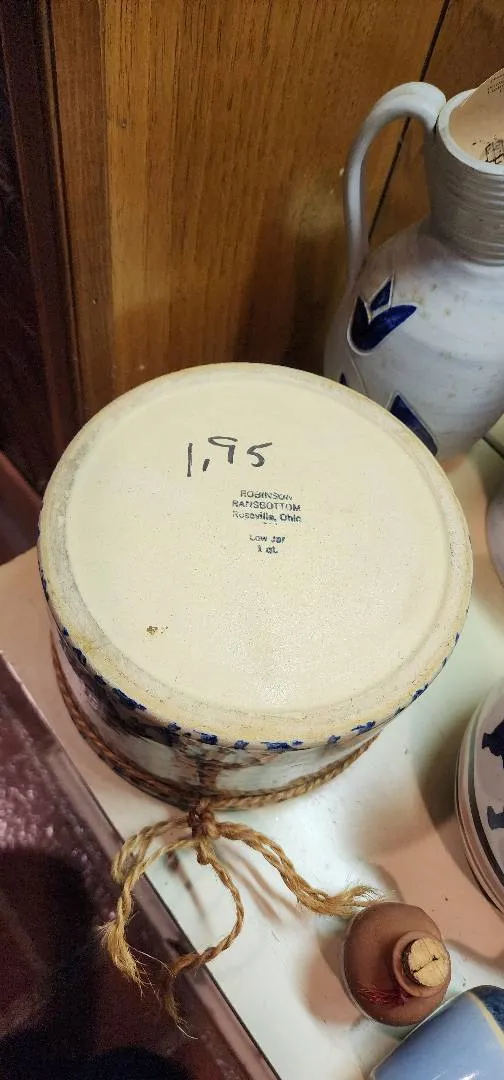 1,95
ROBINSON
RANSBOTTOM
Roseville, Ohio
Low Jar
1 qt.